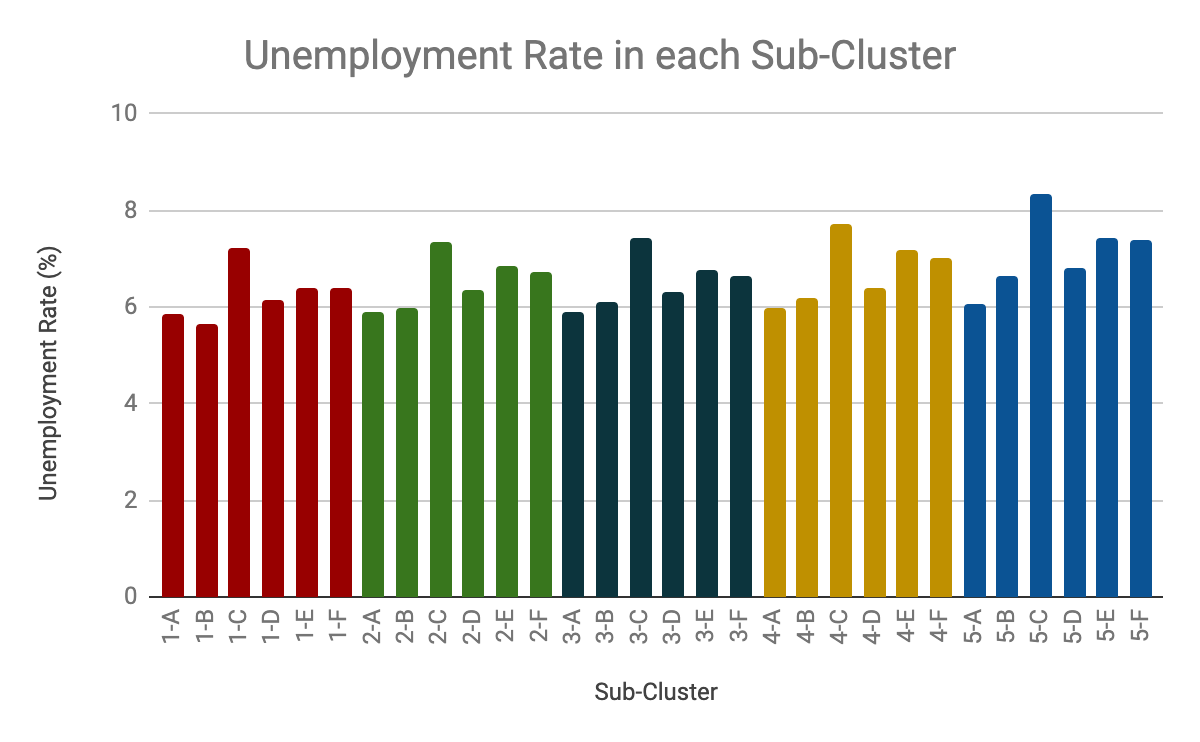 Unemployment Rate in each Sub-Cluster
Unemployment Rate (%)
10
8
6
4
2
0
1-A 1-B 1-C 1-D 1-E 1-F 2-A 2-B 2-C 2-D 2-E 2-F 3-A 3-B 3-C 3-D 3-E 3-F 4-A 4-B 4-C 4-D 4-E 4-F 5-A 5-B 5-C 5-D 5-E 5-F
Sub-Cluster